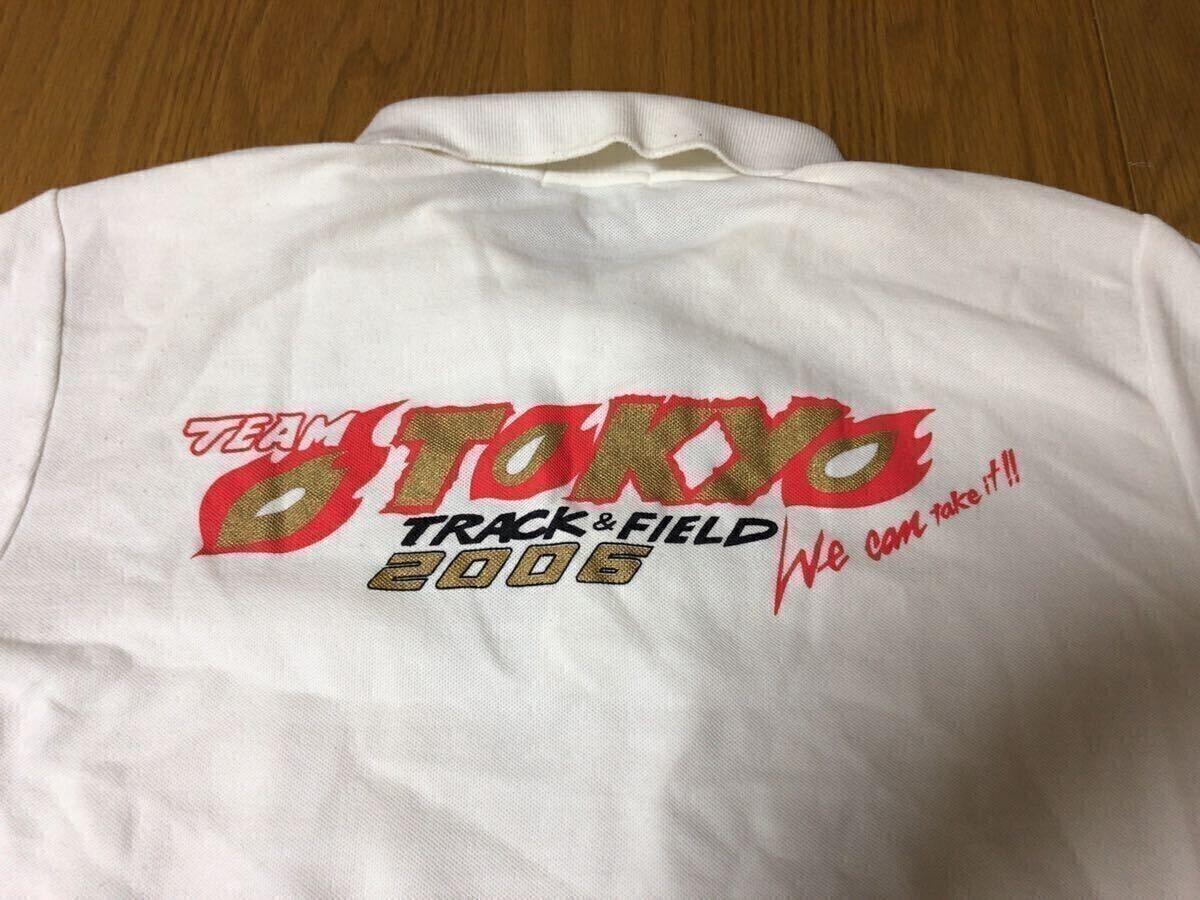 TEAM
TOKYO
TRACK & FIELD
2006
We can take it!!